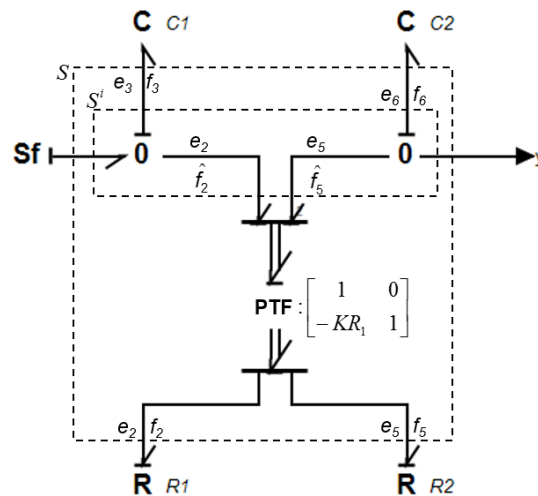 C C1 C C2
S
e3 f3 e6 f6
S^i
Sf 0 e2 e5 0 y
f̂2 f̂5
PTF : [ 1 0
-KR1 1 ]
e2 f2 e5 f5
R R1 R R2